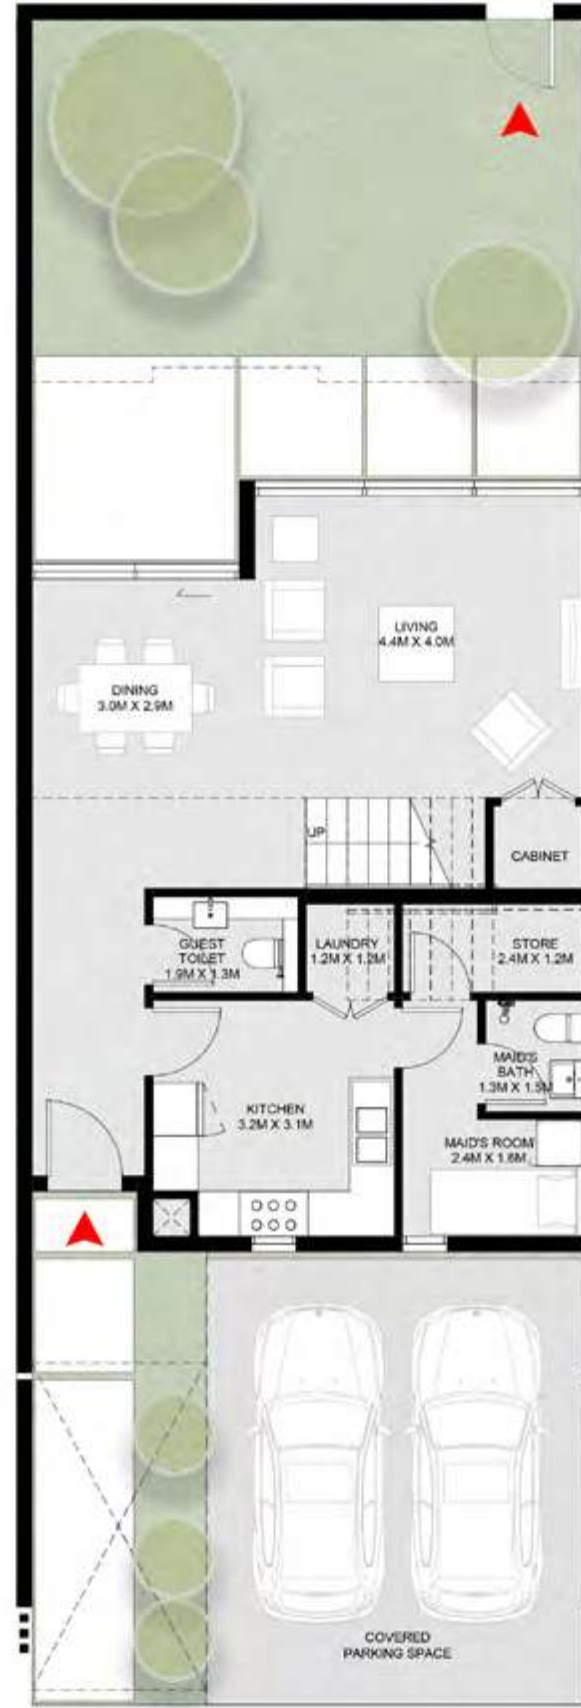 LIVING
4.4M X 4.0M
DINING
3.0M X 2.9M
UP
CABINET
GUEST
TOILET
1.9M X 1.3M
LAUNDRY
1.2M X 1.2M
STORE
2.4M X 1.2M
MAID'S
BATH
1.3M X 1.5M
KITCHEN
3.2M X 3.1M
MAID'S ROOM
2.4M X 1.6M
COVERED
PARKING SPACE